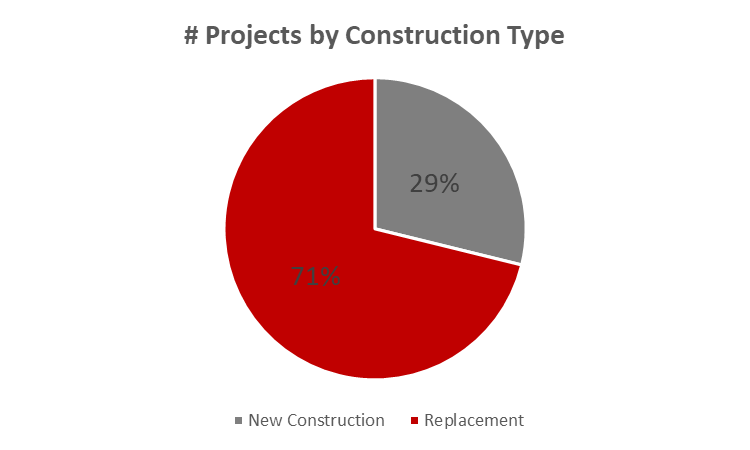 # Projects by Construction Type
29%
71%
New Construction
Replacement